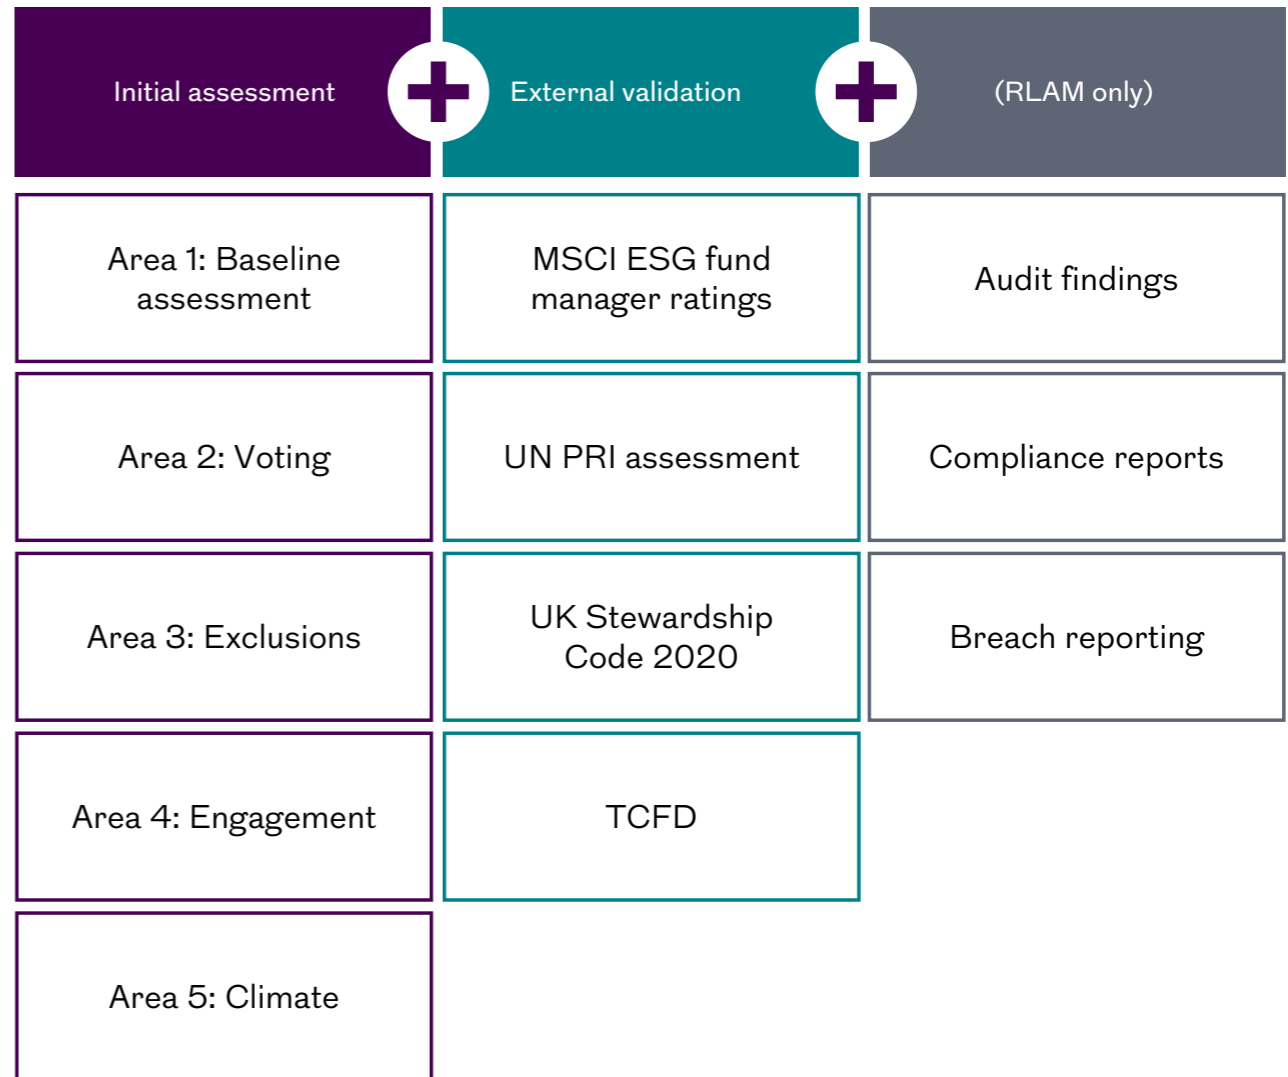 Initial assessment
External validation
(RLAM only)
Area 1: Baseline
assessment
MSCI ESG fund
manager ratings
Audit findings
Area 2: Voting
UN PRI assessment
Compliance reports
Area 3: Exclusions
UK Stewardship
Code 2020
Breach reporting
Area 4: Engagement
TCFD
Area 5: Climate